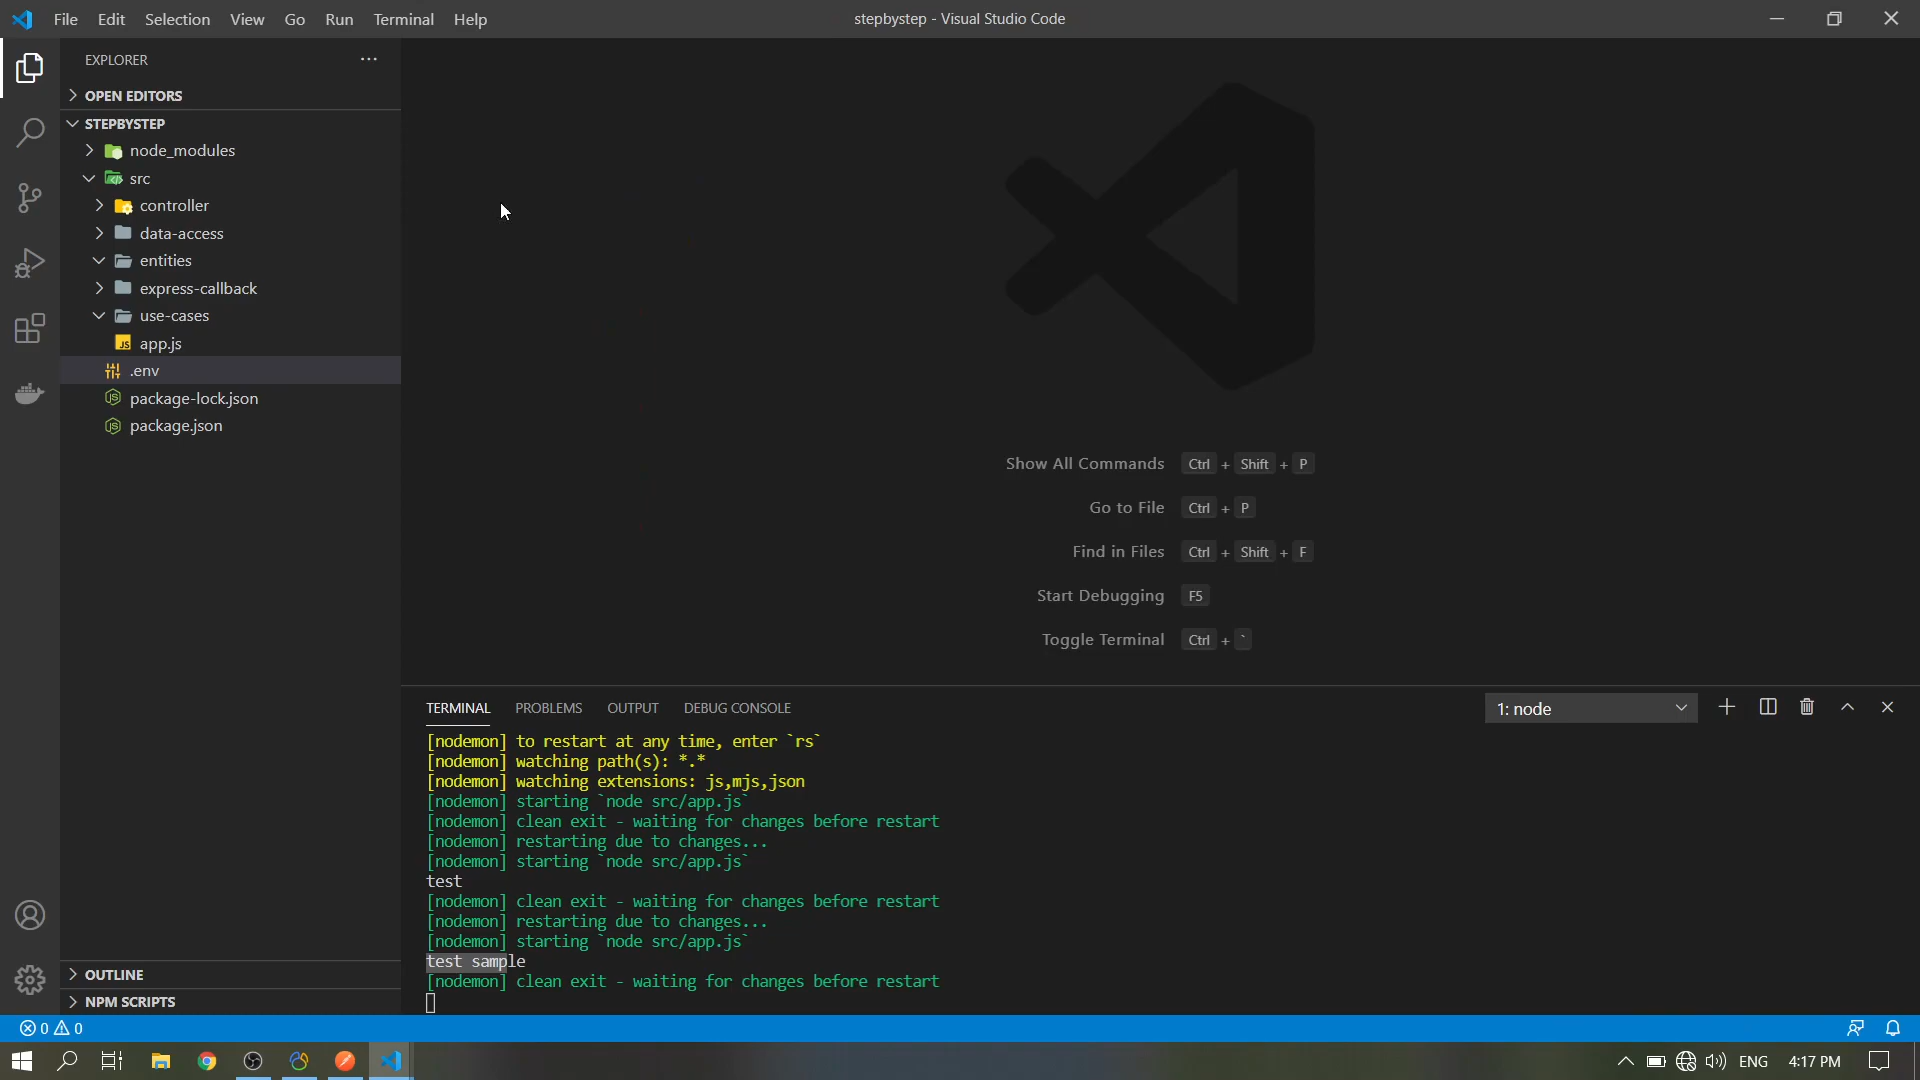 File Edit Selection View Go Run Terminal Help
stepbystep - Visual Studio Code
EXPLORER
OPEN EDITORS
STEPBYSTEP
node_modules
src
controller
data-access
entities
express-callback
use-cases
JS app.js
.env
package-lock.json
package.json
OUTLINE
NPM SCRIPTS
Show All Commands Ctrl + Shift + P
Go to File Ctrl + P
Find in Files Ctrl + Shift + F
Start Debugging F5
Toggle Terminal Ctrl + `
TERMINAL PROBLEMS OUTPUT DEBUG CONSOLE
1: node
[nodemon] to restart at any time, enter `rs`
[nodemon] watching path(s): *.*
[nodemon] watching extensions: js,mjs,json
[nodemon] starting `node src/app.js`
[nodemon] clean exit - waiting for changes before restart
[nodemon] restarting due to changes...
[nodemon] starting `node src/app.js`
test
[nodemon] clean exit - waiting for changes before restart
[nodemon] restarting due to changes...
[nodemon] starting `node src/app.js`
test sample
[nodemon] clean exit - waiting for changes before restart
0 0
ENG 4:17 PM